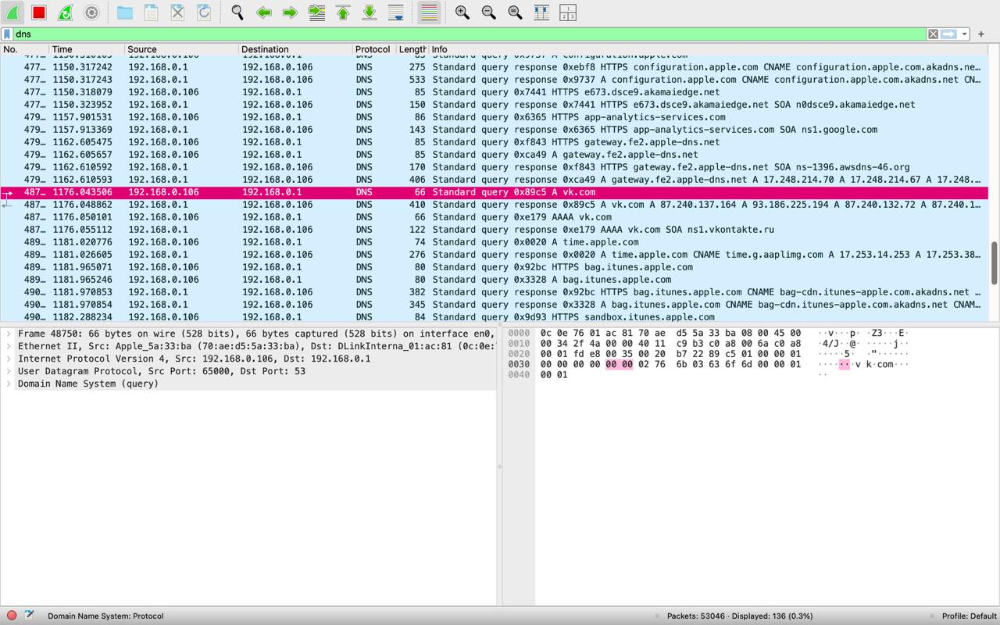 dns
No. Time Source Destination Protocol Length Info
477… 1150.317242 192.168.0.1 192.168.0.106 DNS 275 Standard query response 0xebf8 HTTPS configuration.apple.com CNAME configuration.apple.com.akadns.ne…
477… 1150.317243 192.168.0.1 192.168.0.106 DNS 533 Standard query response 0x9737 A configuration.apple.com CNAME configuration.apple.com.akadns.net CN…
477… 1150.318079 192.168.0.106 192.168.0.1 DNS 85 Standard query 0x7441 HTTPS e673.dsce9.akamaiedge.net
477… 1150.323952 192.168.0.1 192.168.0.106 DNS 150 Standard query response 0x7441 HTTPS e673.dsce9.akamaiedge.net SOA n0dsce9.akamaiedge.net
479… 1157.901531 192.168.0.106 192.168.0.1 DNS 86 Standard query 0x6365 HTTPS app-analytics-services.com
479… 1157.913369 192.168.0.1 192.168.0.106 DNS 143 Standard query response 0x6365 HTTPS app-analytics-services.com SOA ns1.google.com
479… 1162.605475 192.168.0.106 192.168.0.1 DNS 85 Standard query 0xf843 HTTPS gateway.fe2.apple-dns.net
479… 1162.605657 192.168.0.106 192.168.0.1 DNS 85 Standard query 0xca49 A gateway.fe2.apple-dns.net
479… 1162.610592 192.168.0.1 192.168.0.106 DNS 170 Standard query response 0xf843 HTTPS gateway.fe2.apple-dns.net SOA ns-1396.awsdns-46.org
479… 1162.610593 192.168.0.1 192.168.0.106 DNS 406 Standard query response 0xca49 A gateway.fe2.apple-dns.net A 17.248.214.70 A 17.248.214.67 A 17.248.…
487… 1176.043506 192.168.0.106 192.168.0.1 DNS 66 Standard query 0x89c5 A vk.com
487… 1176.048862 192.168.0.1 192.168.0.106 DNS 410 Standard query response 0x89c5 A vk.com A 87.240.137.164 A 93.186.225.194 A 87.240.132.72 A 87.240.1…
487… 1176.050101 192.168.0.106 192.168.0.1 DNS 66 Standard query 0xe179 AAAA vk.com
487… 1176.055112 192.168.0.1 192.168.0.106 DNS 122 Standard query response 0xe179 AAAA vk.com SOA ns1.vkontakte.ru
489… 1181.020776 192.168.0.106 192.168.0.1 DNS 74 Standard query 0x0020 A time.apple.com
489… 1181.026605 192.168.0.1 192.168.0.106 DNS 276 Standard query response 0x0020 A time.apple.com CNAME time.g.aaplimg.com A 17.253.14.253 A 17.253.38…
489… 1181.965071 192.168.0.106 192.168.0.1 DNS 80 Standard query 0x92bc HTTPS bag.itunes.apple.com
489… 1181.965246 192.168.0.106 192.168.0.1 DNS 80 Standard query 0x3328 A bag.itunes.apple.com
490… 1181.970853 192.168.0.1 192.168.0.106 DNS 382 Standard query response 0x92bc HTTPS bag.itunes.apple.com CNAME bag-cdn.itunes-apple.com.akadns.net …
490… 1181.970854 192.168.0.1 192.168.0.106 DNS 345 Standard query response 0x3328 A bag.itunes.apple.com CNAME bag-cdn.itunes-apple.com.akadns.net CNAM…
490… 1182.288234 192.168.0.106 192.168.0.1 DNS 84 Standard query 0x9d93 HTTPS sandbox.itunes.apple.com
Frame 48750: 66 bytes on wire (528 bits), 66 bytes captured (528 bits) on interface en0,
Ethernet II, Src: Apple_5a:33:ba (70:ae:d5:5a:33:ba), Dst: DLinkInterna_01:ac:81 (0c:0e:
Internet Protocol Version 4, Src: 192.168.0.106, Dst: 192.168.0.1
User Datagram Protocol, Src Port: 65000, Dst Port: 53
Domain Name System (query)
0000 0c 0e 76 01 ac 81 70 ae d5 5a 33 ba 08 00 45 00 ··v···p· ·Z3···E·
0010 00 34 2f 4a 00 00 40 11 c9 b3 c0 a8 00 6a c0 a8 ·4/J··@· ·····j··
0020 00 01 fd e8 00 35 00 20 b7 22 89 c5 01 00 00 01 ·····5·  ·"······
0030 00 00 00 00 00 00 02 76 6b 03 63 6f 6d 00 00 01 ·······v k·com···
0040 00 01 ··
Domain Name System: Protocol
Packets: 53046 · Displayed: 136 (0.3%)
Profile: Default